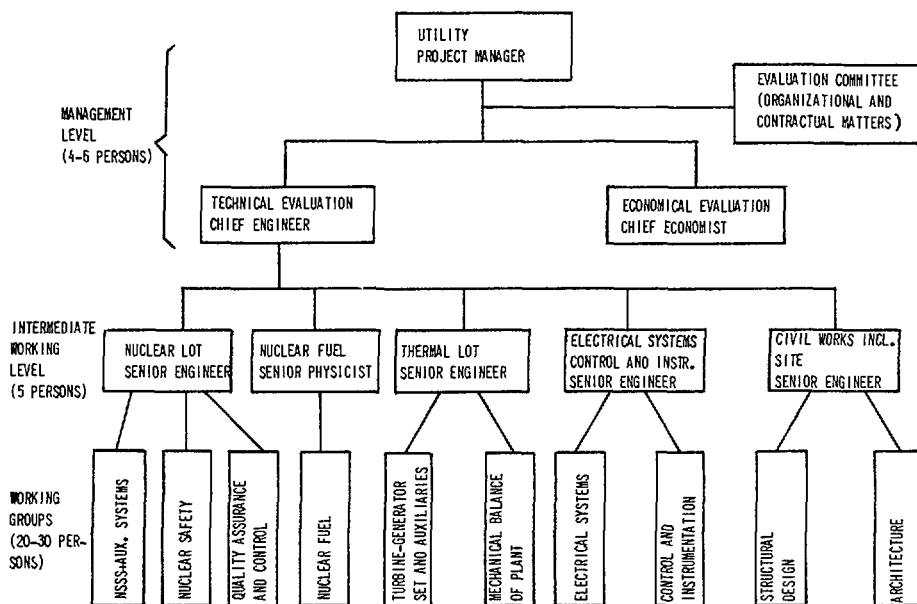 UTILITY
PROJECT MANAGER
EVALUATION COMMITTEE
(ORGANIZATIONAL AND
CONTRACTUAL MATTERS)
MANAGEMENT
LEVEL
(4-6 PERSONS)
TECHNICAL EVALUATION
CHIEF ENGINEER
ECONOMICAL EVALUATION
CHIEF ECONOMIST
INTERMEDIATE
WORKING
LEVEL
(5 PERSONS)
NUCLEAR LOT
SENIOR ENGINEER
NUCLEAR FUEL
SENIOR PHYSICIST
THERMAL LOT
SENIOR ENGINEER
ELECTRICAL SYSTEMS
CONTROL AND INSTR.
SENIOR ENGINEER
CIVIL WORKS INCL.
SITE
SENIOR ENGINEER
WORKING
GROUPS
(20-30 PER-
SONS)
NSSS+AUX. SYSTEMS
NUCLEAR SAFETY
QUALITY ASSURANCE
AND CONTROL
NUCLEAR FUEL
TURBINE-GENERATOR
SET AND AUXILIARIES
MECHANICAL BALANCE
OF PLANT
ELECTRICAL SYSTEMS
CONTROL AND
INSTRUMENTATION
STRUCTURAL
DESIGN
ARCHITECTURE